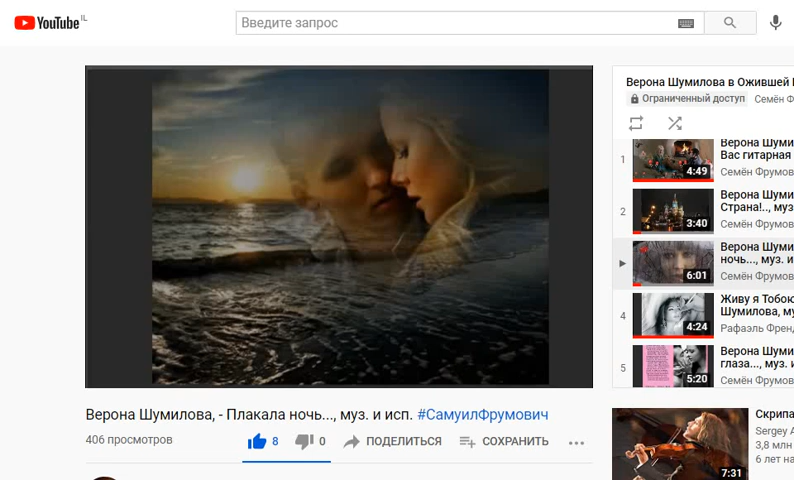 YouTube IL
Введите запрос
Верона Шумилова, - Плакала ночь..., муз. и исп. #СамуилФрумович
406 просмотров
8
0
ПОДЕЛИТЬСЯ
СОХРАНИТЬ
Верона Шумилова в Ожившей
Ограниченный доступ
Семён Ф
1
4:49
Верона Шуми
Вас гитарная
Семён Фрумов
2
3:40
Верона Шуми
Страна!.., муз.
Семён Фрумов
6:01
Верона Шуми
ночь..., муз. и
Семён Фрумов
4
4:24
Живу я Тобою
Шумилова, му
Рафаэль Френд
5
5:20
Верона Шуми
глаза..., муз. и
Семён Фрумов
7:31
Скрипа
Sergey A
3,8 млн
6 лет на